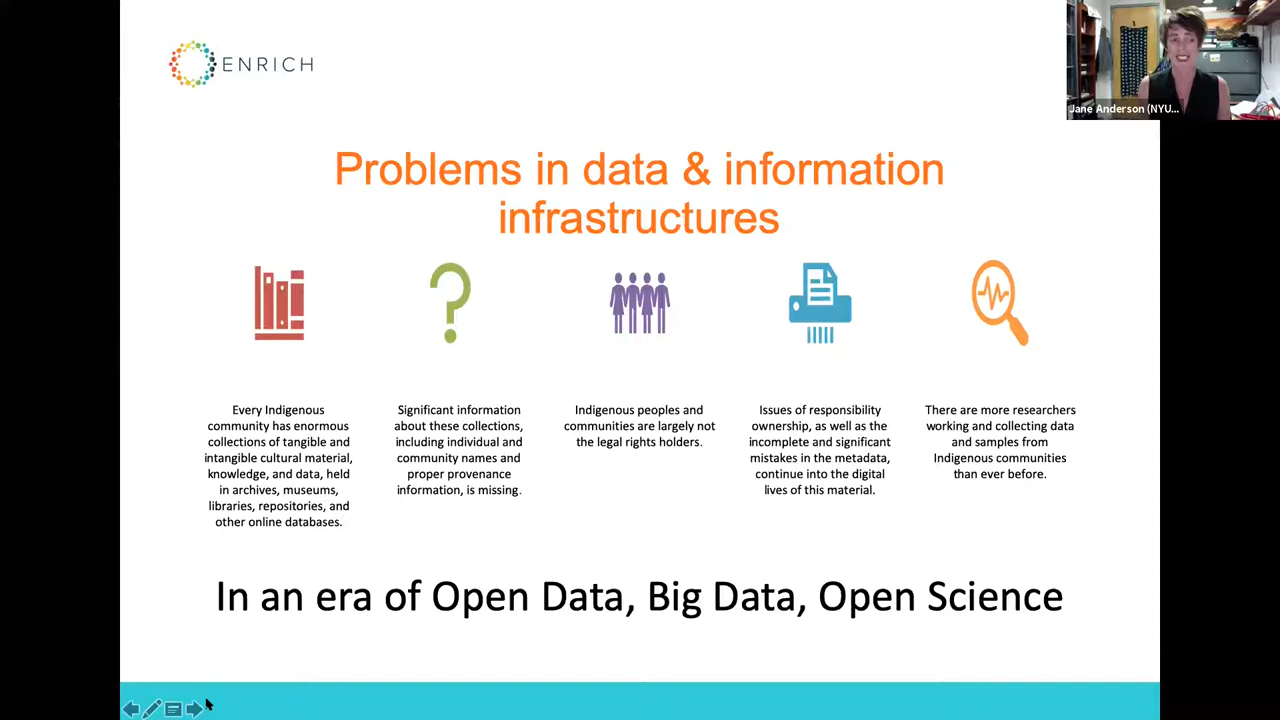 ENRICH
Jane Anderson (NYU...
Problems in data & information
infrastructures
Every Indigenous
community has enormous
collections of tangible and
intangible cultural material,
knowledge, and data, held
in archives, museums,
libraries, repositories, and
other online databases.
Significant information
about these collections,
including individual and
community names and
proper provenance
information, is missing.
Indigenous peoples and
communities are largely not
the legal rights holders.
Issues of responsibility
ownership, as well as the
incomplete and significant
mistakes in the metadata,
continue into the digital
lives of this material.
There are more researchers
working and collecting data
and samples from
Indigenous communities
than ever before.
In an era of Open Data, Big Data, Open Science